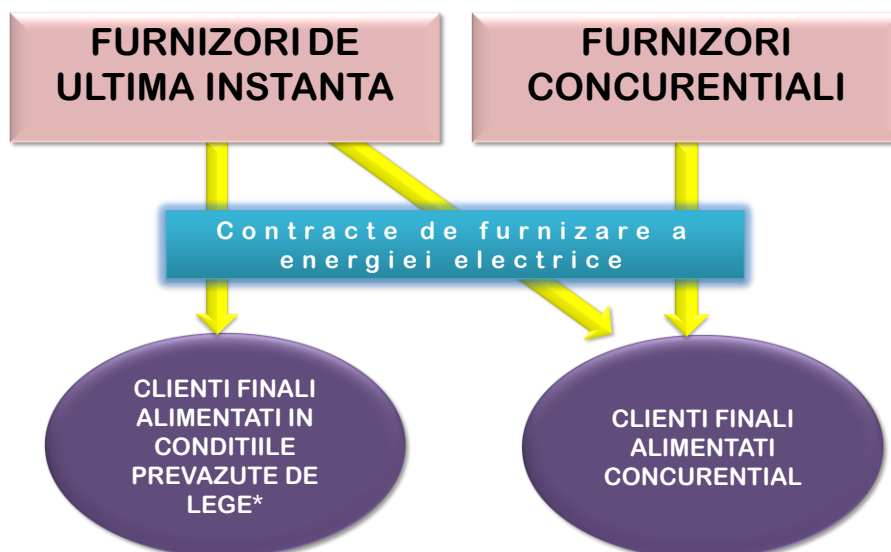 FURNIZORI DE
ULTIMA INSTANTA
FURNIZORI
CONCURENTIALI
Contracte de furnizare a
energiei electrice
CLIENTI FINALI
ALIMENTATI IN
CONDITIILE
PREVAZUTE DE
LEGE*
CLIENTI FINALI
ALIMENTATI
CONCURENTIAL